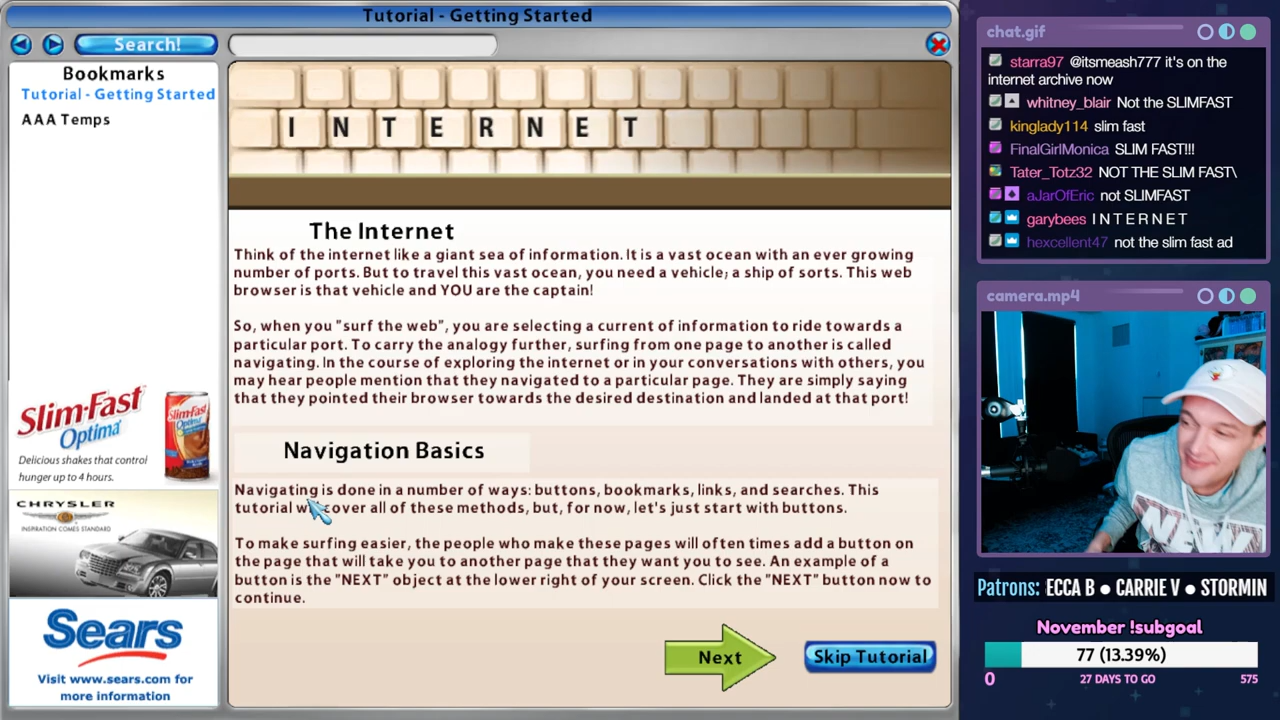 Tutorial - Getting Started
Search!
Bookmarks
Tutorial - Getting Started
AAA Temps
Slim-Fast
Optima
Delicious shakes that control
hunger up to 4 hours.
Slim-Fast
Optima
CHRYSLER
INSPIRATION COMES STANDARD
Sears
Visit www.sears.com for
more information
INTERNET
The Internet
Think of the internet like a giant sea of information. It is a vast ocean with an ever growing
number of ports. But to travel this vast ocean, you need a vehicle; a ship of sorts. This web
browser is that vehicle and YOU are the captain!
So, when you "surf the web", you are selecting a current of information to ride towards a
particular port. To carry the analogy further, surfing from one page to another is called
navigating. In the course of exploring the internet or in your conversations with others, you
may hear people mention that they navigated to a particular page. They are simply saying
that they pointed their browser towards the desired destination and landed at that port!
Navigation Basics
Navigating is done in a number of ways: buttons, bookmarks, links, and searches. This
tutorial will cover all of these methods, but, for now, let's just start with buttons.
To make surfing easier, the people who make these pages will often times add a button on
the page that will take you to another page that they want you to see. An example of a
button is the "NEXT" object at the lower right of your screen. Click the "NEXT" button now to
continue.
Next
Skip Tutorial
chat.gif
starra97 @itsmeash777 it's on the
internet archive now
whitney_blair Not the SLIMFAST
kinglady114 slim fast
FinalGirlMonica SLIM FAST!!!
Tater_Totz32 NOT THE SLIM FAST\
aJarOfEric not SLIMFAST
garybees I N T E R N E T
hexcellent47 not the slim fast ad
camera.mp4
NEW
Patrons: ECCA B ● CARRIE V ● STORMIN
November !subgoal
77 (13.39%)
0
27 DAYS TO GO
575